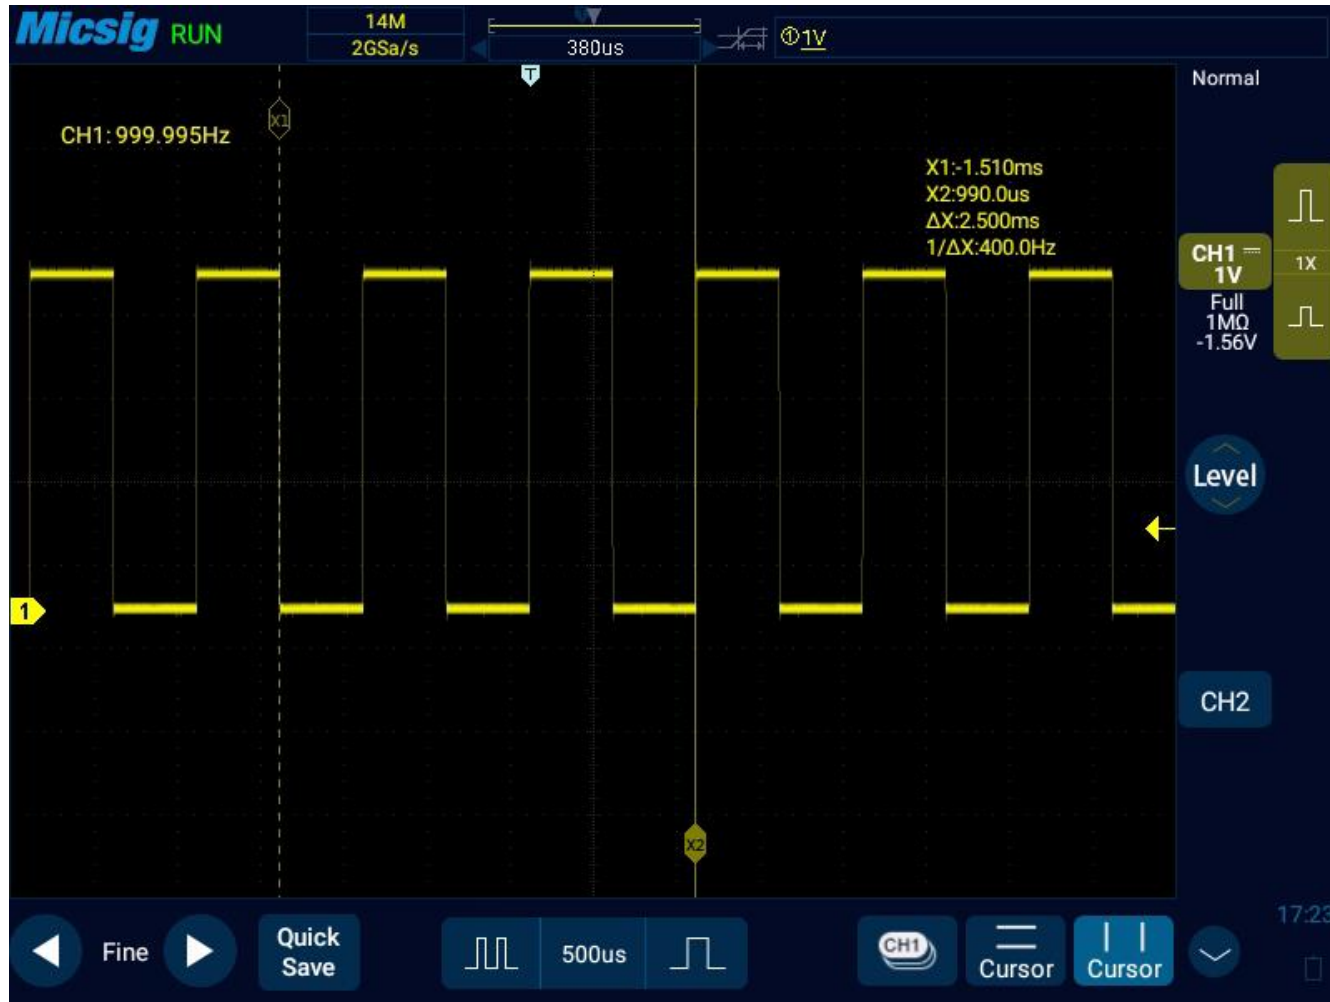 Micsig RUN
14M
2GSa/s
380us
①1V
T
Normal
X1
CH1:999.995Hz
X1:-1.510ms
X2:990.0us
ΔX:2.500ms
1/ΔX:400.0Hz
CH1
1V
1X
Full
1MΩ
-1.56V
Level
1
CH2
X2
17:23
Fine
Quick
Save
500us
CH1
Cursor
Cursor